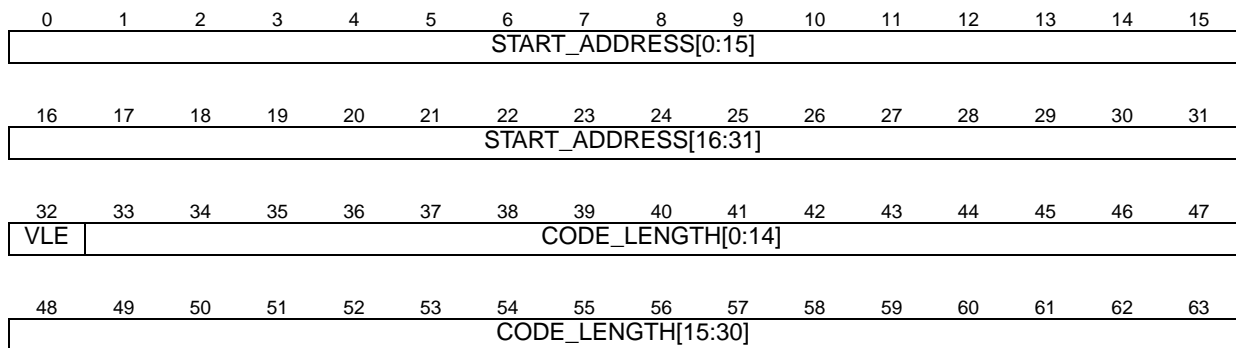 0 1 2 3 4 5 6 7 8 9 10 11 12 13 14 15
START_ADDRESS[0:15]
16 17 18 19 20 21 22 23 24 25 26 27 28 29 30 31
START_ADDRESS[16:31]
32 33 34 35 36 37 38 39 40 41 42 43 44 45 46 47
VLE CODE_LENGTH[0:14]
48 49 50 51 52 53 54 55 56 57 58 59 60 61 62 63
CODE_LENGTH[15:30]